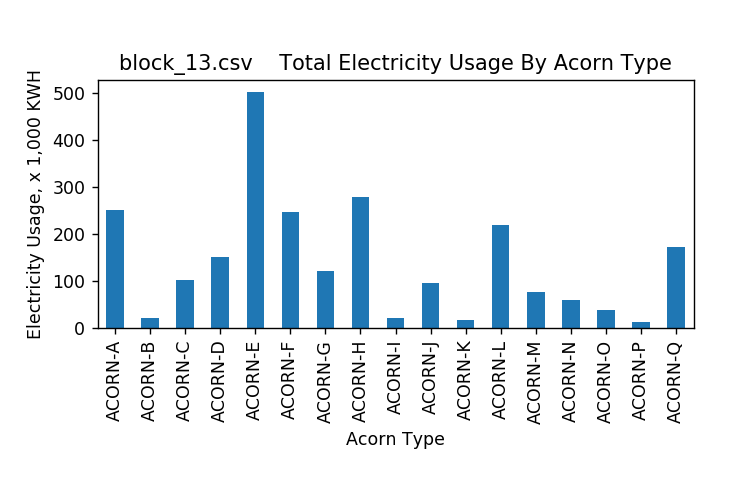 block_13.csv    Total Electricity Usage By Acorn Type
Electricity Usage, x 1,000 KWH
500
400
300
200
100
0
ACORN-A
ACORN-B
ACORN-C
ACORN-D
ACORN-E
ACORN-F
ACORN-G
ACORN-H
ACORN-I
ACORN-J
ACORN-K
ACORN-L
ACORN-M
ACORN-N
ACORN-O
ACORN-P
ACORN-Q
Acorn Type